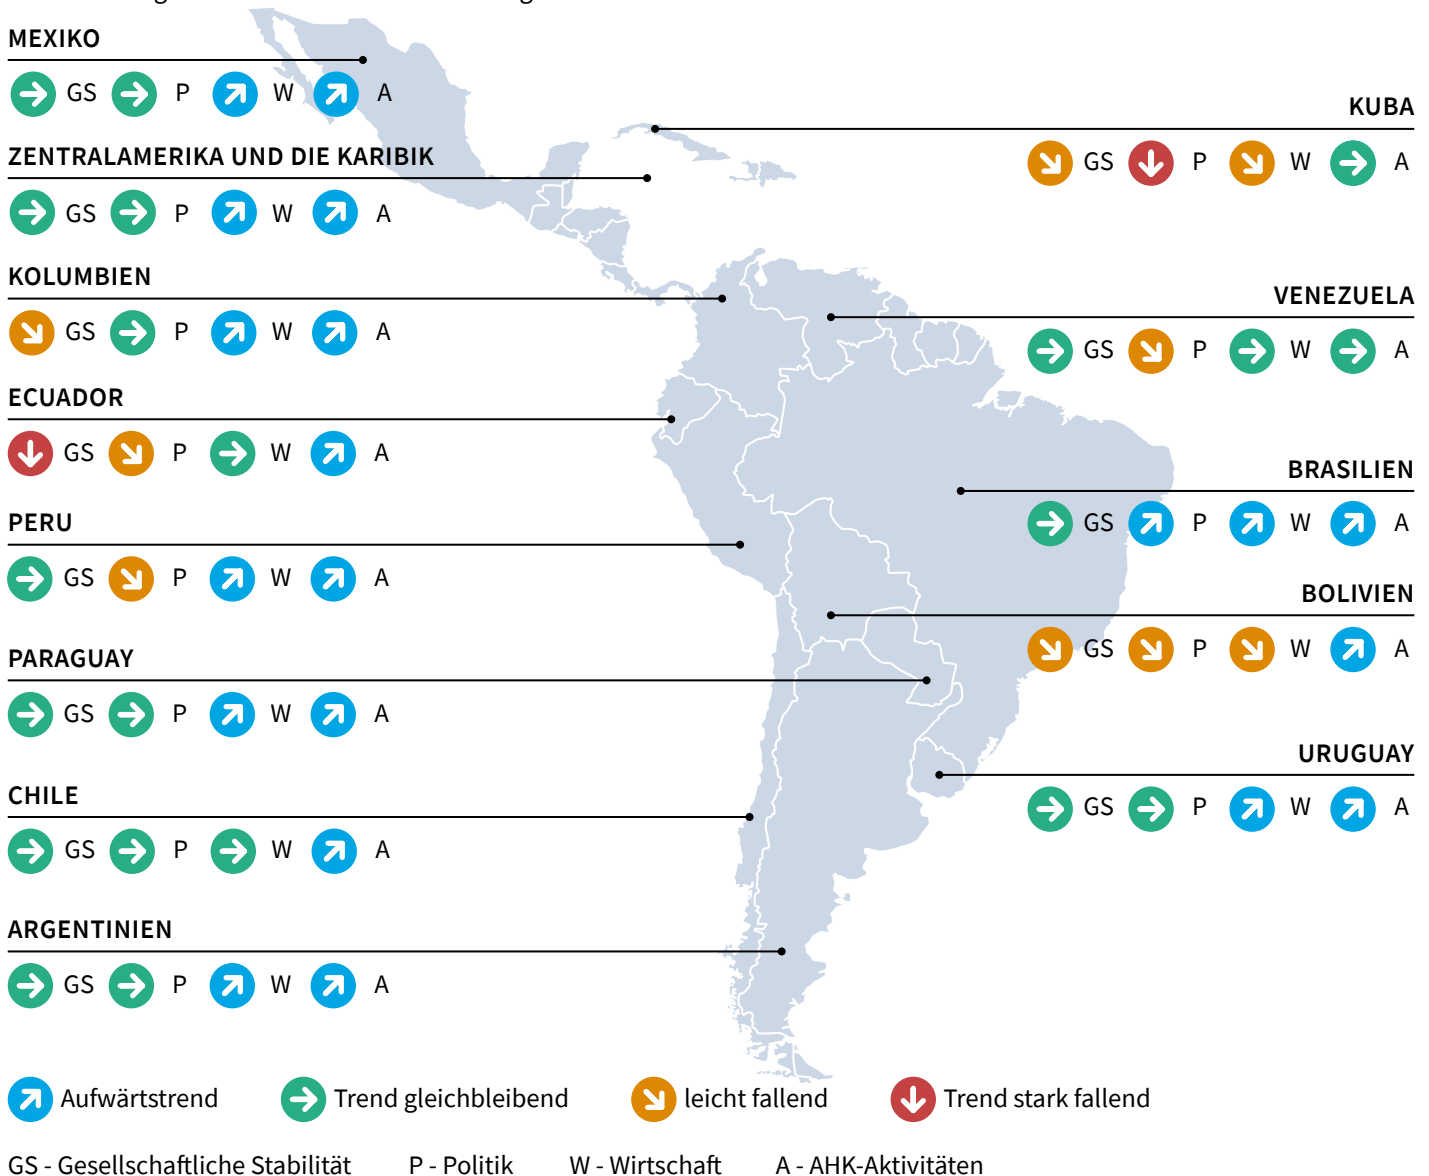 MEXIKO
GS P W A
ZENTRALAMERIKA UND DIE KARIBIK
GS P W A
KOLUMBIEN
GS P W A
ECUADOR
GS P W A
PERU
GS P W A
PARAGUAY
GS P W A
CHILE
GS P W A
ARGENTINIEN
GS P W A
KUBA
GS P W A
VENEZUELA
GS P W A
BRASILIEN
GS P W A
BOLIVIEN
GS P W A
URUGUAY
GS P W A
Aufwärtstrend Trend gleichbleibend leicht fallend Trend stark fallend
GS - Gesellschaftliche Stabilität P - Politik W - Wirtschaft A - AHK-Aktivitäten